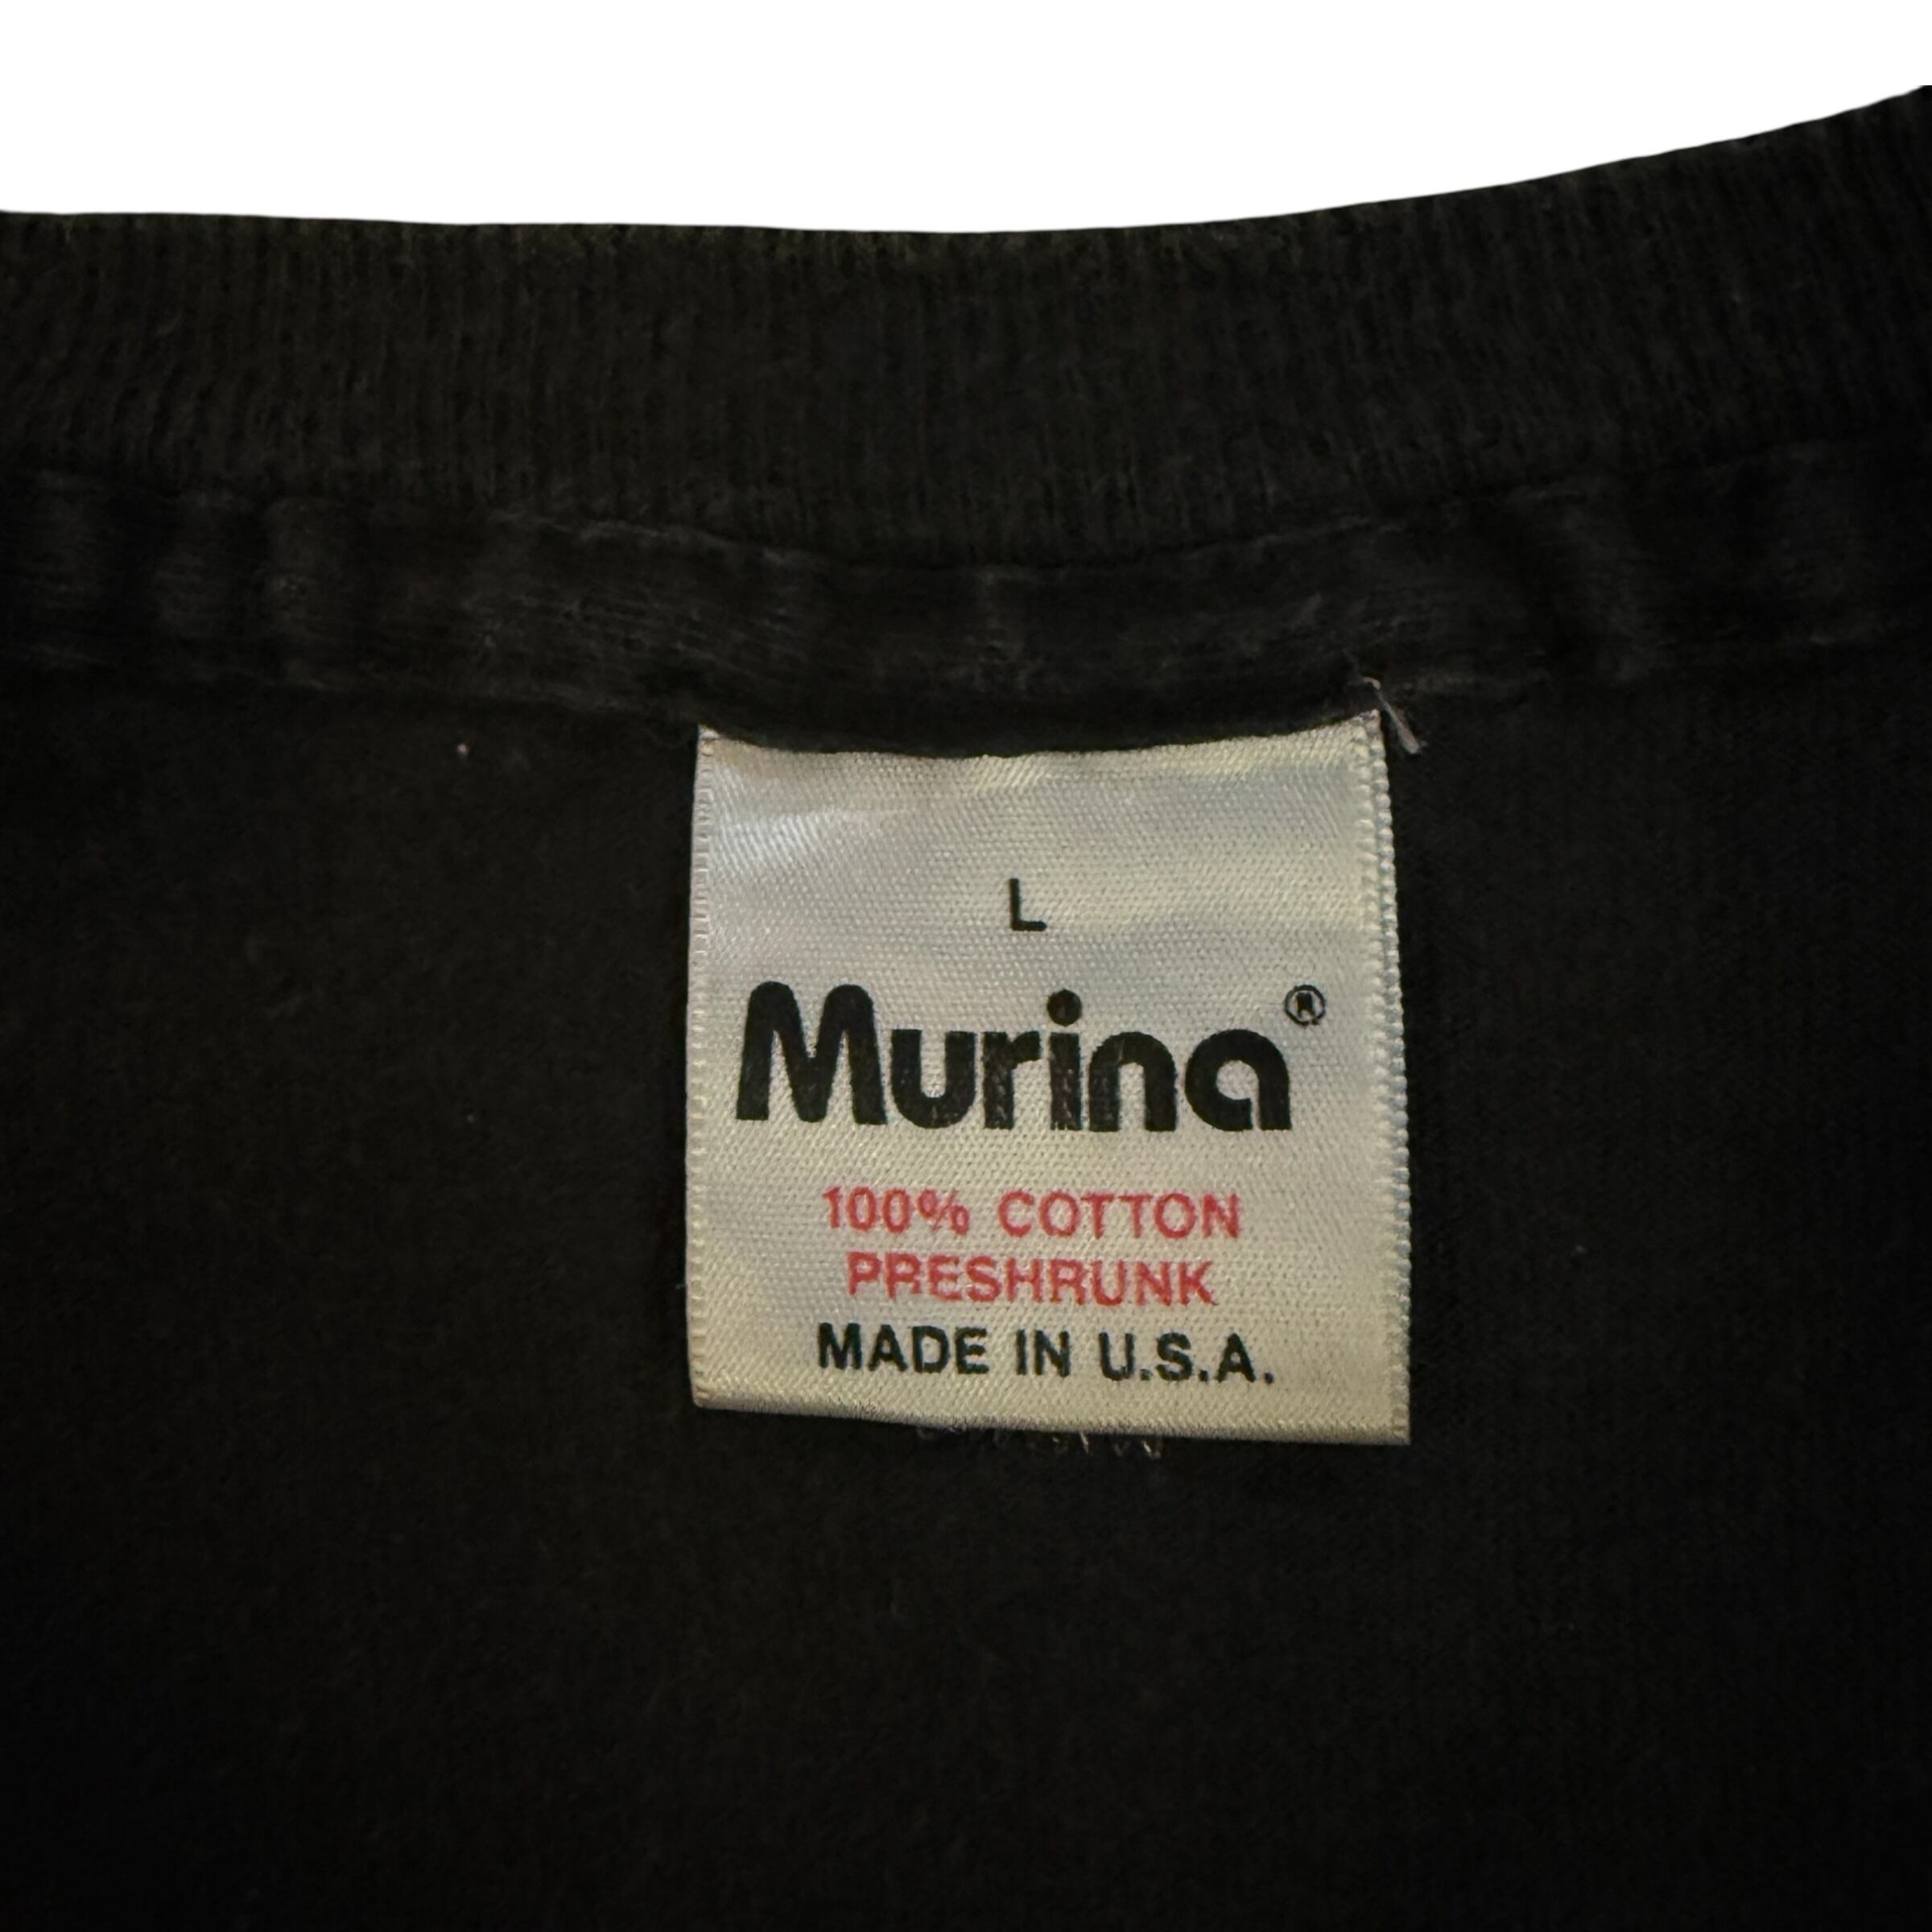 L
Murina®
100% COTTON
PRESHRUNK
MADE IN U.S.A.